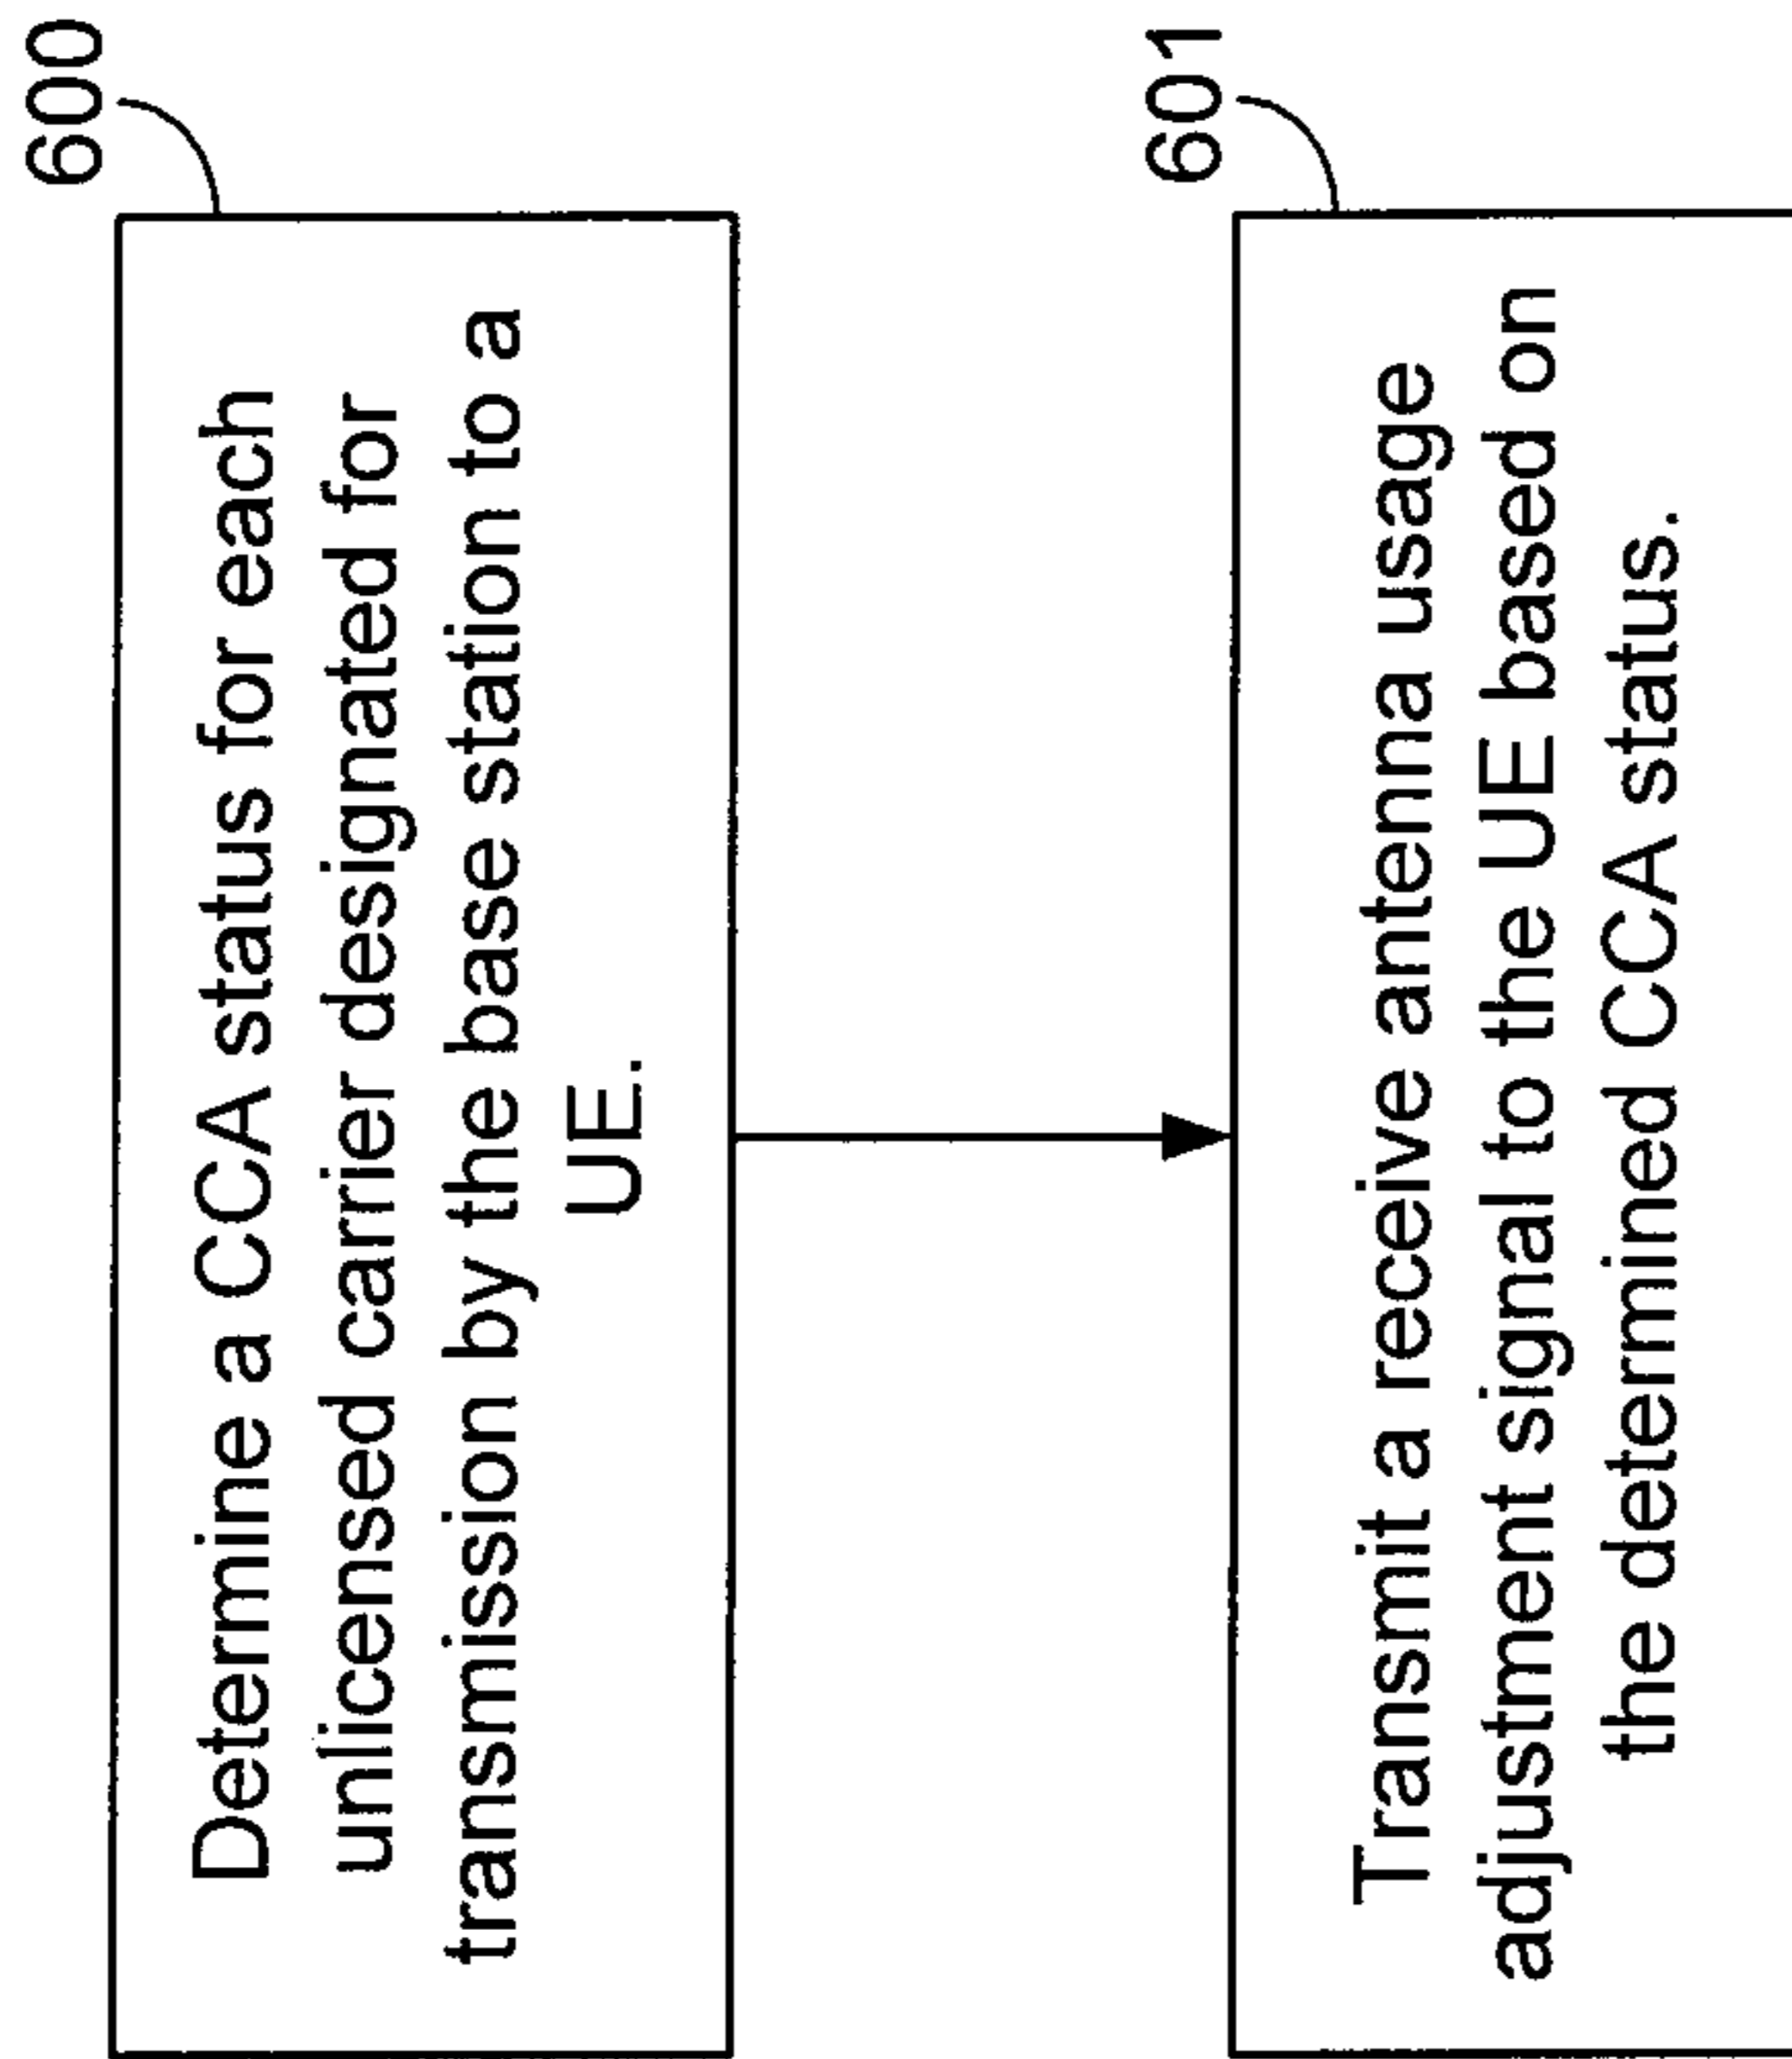 600
Determine a CCA status for each
unlicensed carrier designated for
transmission by the base station to a
UE.
601
Transmit a receive antenna usage
adjustment signal to the UE based on
the determined CCA status.